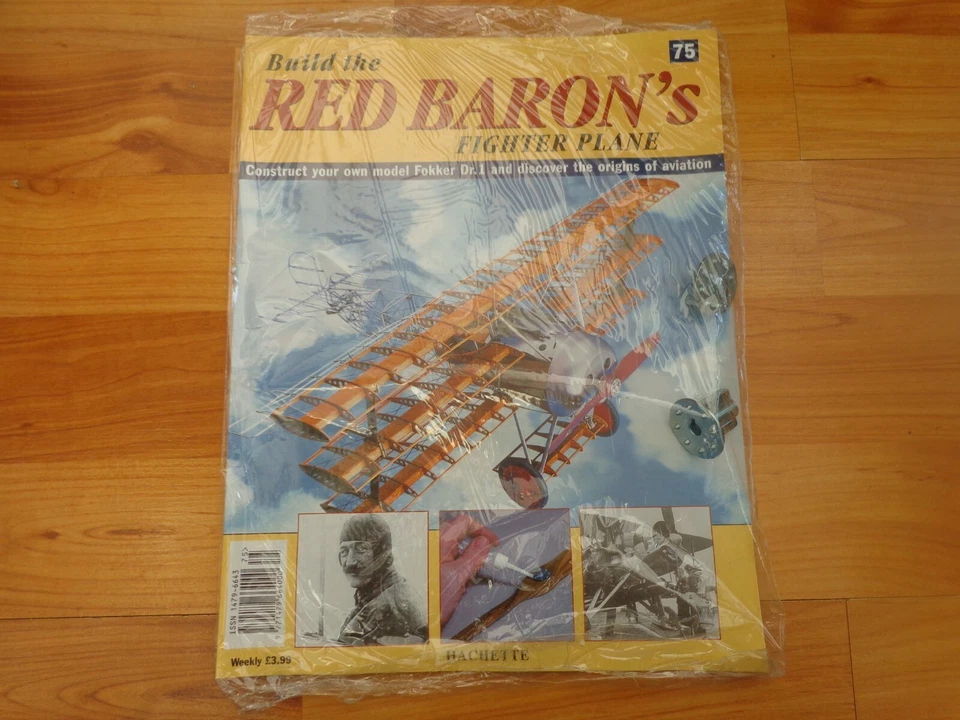 Build the
75
RED BARON's
FIGHTER PLANE
Construct your own model Fokker Dr.1 and discover the origins of aviation
ISSN 1479-6643
75>
Weekly £3.99
HACHETTE